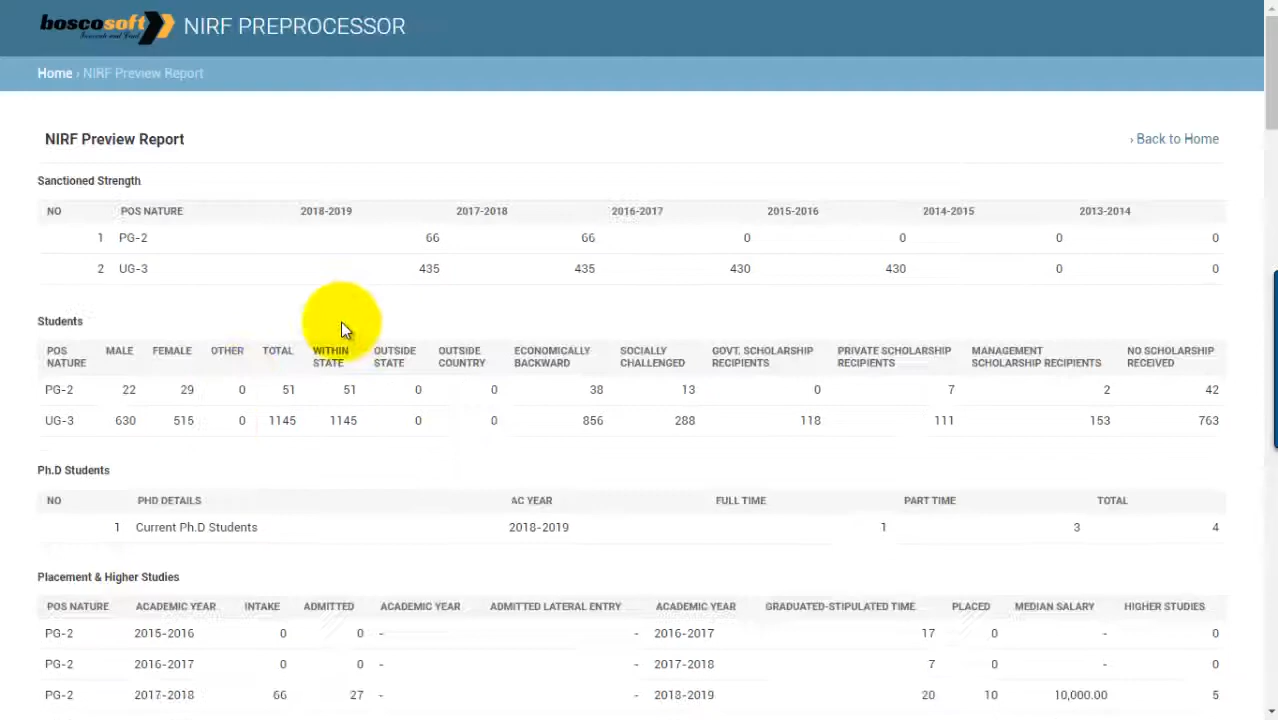 boscosoft NIRF PREPROCESSOR
Home › NIRF Preview Report
NIRF Preview Report › Back to Home
Sanctioned Strength
NO POS NATURE 2018-2019 2017-2018 2016-2017 2015-2016 2014-2015 2013-2014
1 PG-2 66 66 0 0 0 0
2 UG-3 435 435 430 430 0 0
Students
POS NATURE MALE FEMALE OTHER TOTAL WITHIN STATE OUTSIDE STATE OUTSIDE COUNTRY ECONOMICALLY BACKWARD SOCIALLY CHALLENGED GOVT. SCHOLARSHIP RECIPIENTS PRIVATE SCHOLARSHIP RECIPIENTS MANAGEMENT SCHOLARSHIP RECIPIENTS NO SCHOLARSHIP RECEIVED
PG-2 22 29 0 51 51 0 0 38 13 0 7 2 42
UG-3 630 515 0 1145 1145 0 0 856 288 118 111 153 763
Ph.D Students
NO PHD DETAILS AC YEAR FULL TIME PART TIME TOTAL
1 Current Ph.D Students 2018-2019 1 3 4
Placement & Higher Studies
POS NATURE ACADEMIC YEAR INTAKE ADMITTED ACADEMIC YEAR ADMITTED LATERAL ENTRY ACADEMIC YEAR GRADUATED-STIPULATED TIME PLACED MEDIAN SALARY HIGHER STUDIES
PG-2 2015-2016 0 0 - - 2016-2017 17 0 - 0
PG-2 2016-2017 0 0 - - 2017-2018 7 0 - 0
PG-2 2017-2018 66 27 - - 2018-2019 20 10 10,000.00 5